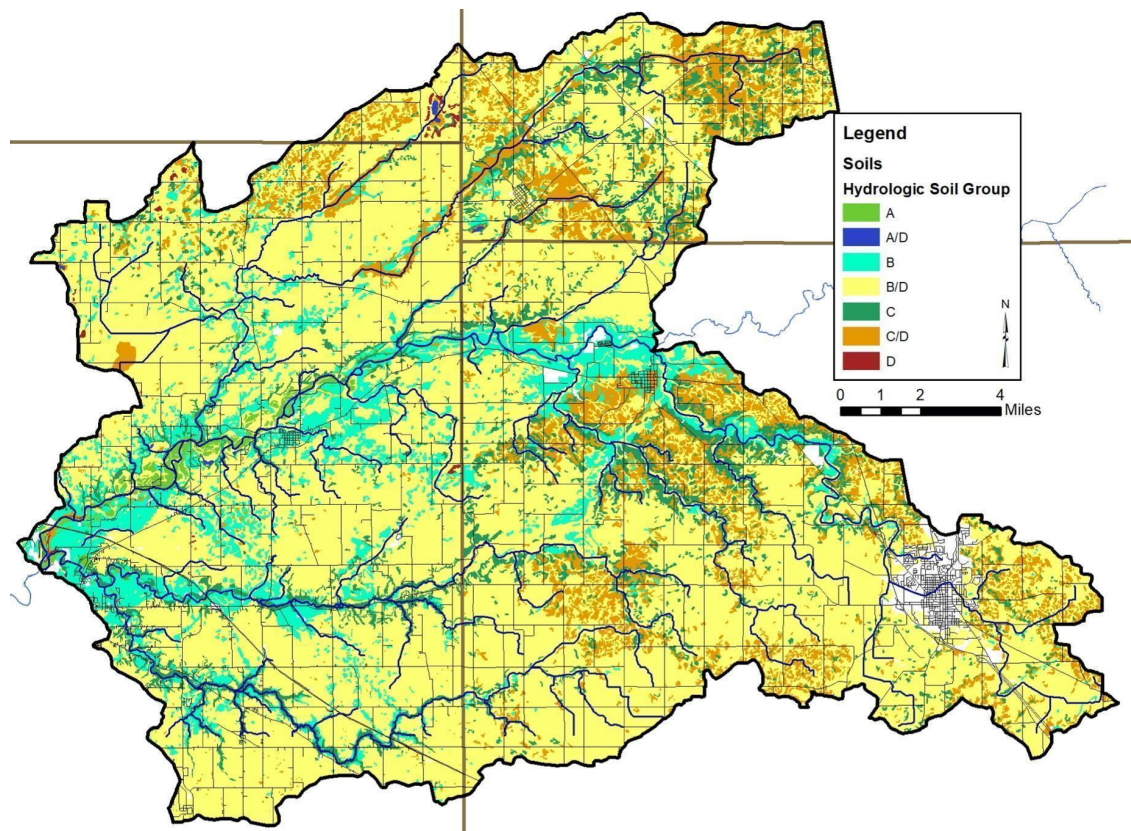 Legend
Soils
Hydrologic Soil Group
A
A/D
B
B/D
C
C/D
D
N
0 1 2 4
Miles